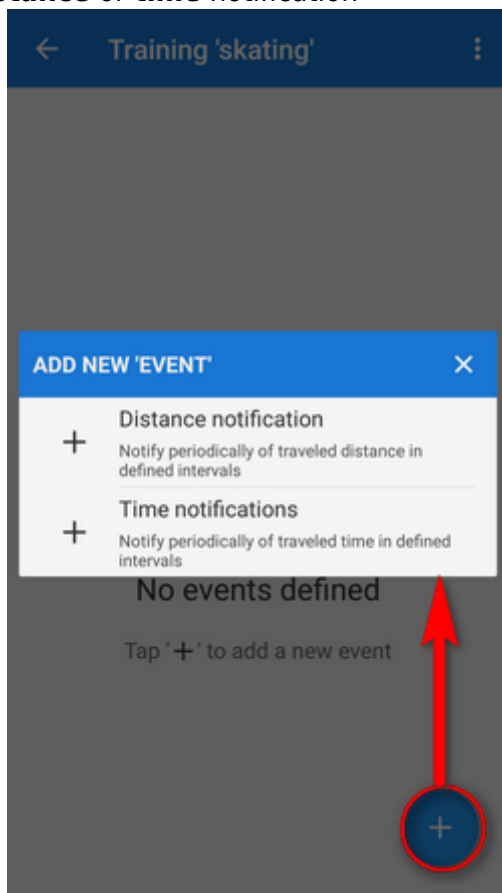 or time notification
Training 'skating'
ADD NEW 'EVENT'
Distance notification
Notify periodically of traveled distance in
defined intervals
Time notifications
Notify periodically of traveled time in defined
intervals
No events defined
Tap '+' to add a new event